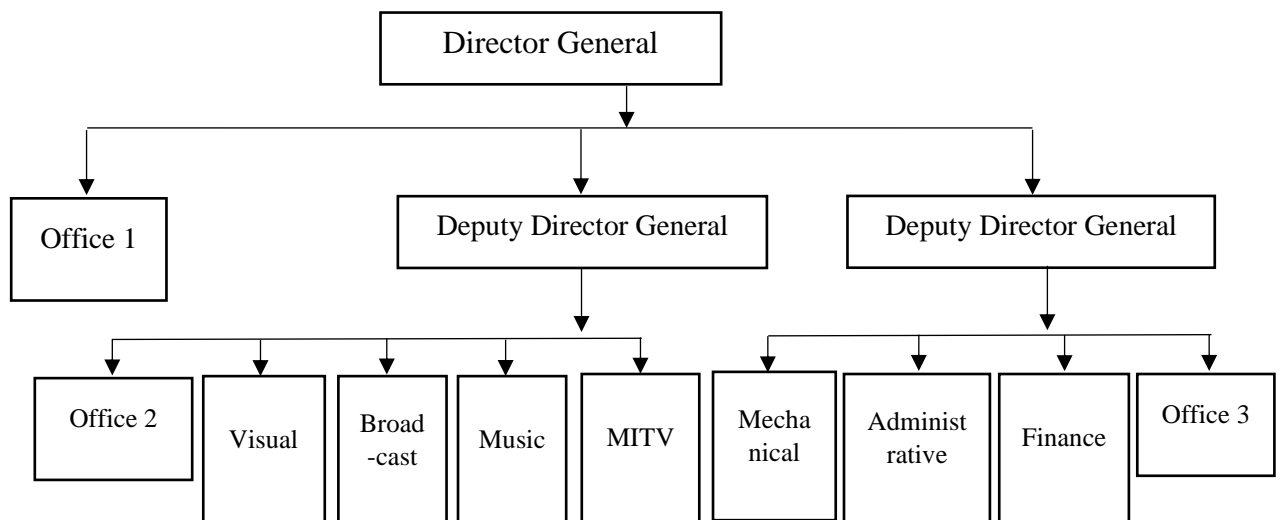 Director General
Office 1
Deputy Director General
Deputy Director General
Office 2
Visual
Broad
-cast
Music
MITV
Mecha
nical
Administ
rative
Finance
Office 3